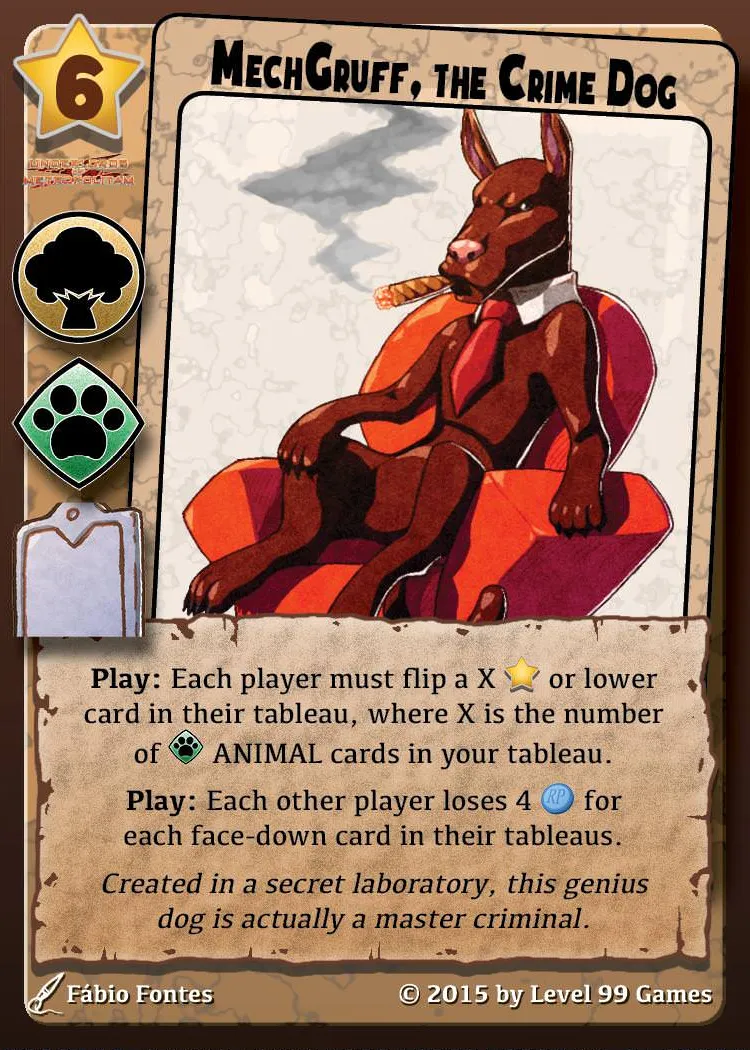 6
MechGruff, the Crime Dog
Play: Each player must flip a X or lower
card in their tableau, where X is the number
of ANIMAL cards in your tableau.
Play: Each other player loses 4 RP for
each face-down card in their tableaus.
Created in a secret laboratory, this genius
dog is actually a master criminal.
Fábio Fontes
© 2015 by Level 99 Games